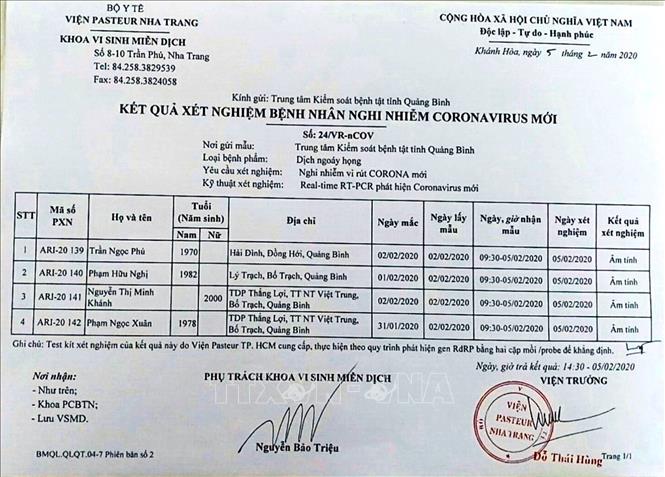 BỘ Y TẾ
VIỆN PASTEUR NHA TRANG
KHOA VI SINH MIỄN DỊCH
Số 8-10 Trần Phú, Nha Trang
Tel: 84.258.3829539
Fax: 84.258.3824058
CỘNG HÒA XÃ HỘI CHỦ NGHĨA VIỆT NAM
Độc lập - Tự do - Hạnh phúc
Khánh Hòa, ngày 5 tháng 2 năm 2020
Kính gửi: Trung tâm Kiểm soát bệnh tật tỉnh Quảng Bình
KẾT QUẢ XÉT NGHIỆM BỆNH NHÂN NGHI NHIỄM CORONAVIRUS MỚI
Số: 24/VR-nCOV
Nơi gửi mẫu: Trung tâm Kiểm soát bệnh tật tỉnh Quảng Bình
Loại bệnh phẩm: Dịch ngoáy họng
Yêu cầu xét nghiệm: Nghi nhiễm vi rút CORONA mới
Kỹ thuật xét nghiệm: Real-time RT-PCR phát hiện Coronavirus mới
STT Mã số PXN Họ và tên Tuổi (Năm sinh) Nam Nữ Địa chỉ Ngày mắc Ngày lấy mẫu Ngày, giờ nhận mẫu Ngày xét nghiệm Kết quả xét nghiệm
1 ARI-20 139 Trần Ngọc Phú 1970 Hải Đình, Đồng Hới, Quảng Bình 02/02/2020 02/02/2020 09:30-05/02/2020 05/02/2020 Âm tính
2 ARI-20 140 Phạm Hữu Nghị 1982 Lý Trạch, Bố Trạch, Quảng Bình 01/02/2020 02/02/2020 09:30-05/02/2020 05/02/2020 Âm tính
3 ARI-20 141 Nguyễn Thị Minh Khánh 2000 TDP Thắng Lợi, TT NT Việt Trung, Bố Trạch, Quảng Bình 02/02/2020 02/02/2020 09:30-05/02/2020 05/02/2020 Âm tính
4 ARI-20 142 Phạm Ngọc Xuân 1978 TDP Thắng Lợi, TT NT Việt Trung, Bố Trạch, Quảng Bình 31/01/2020 02/02/2020 09:30-05/02/2020 05/02/2020 Âm tính
Ghi chú: Test kít xét nghiệm của kết quả này do Viện Pasteur TP. HCM cung cấp, thực hiện theo quy trình phát hiện gen RdRP bằng hai cặp mồi /probe để khẳng định.
Ngày, giờ trả kết quả: 14:30 -05/02/2020
Nơi nhận:
- Như trên;
- Khoa PCBTN;
- Lưu VSMD.
PHỤ TRÁCH KHOA VI SINH MIỄN DỊCH
Nguyễn Bảo Triệu
VIỆN TRƯỞNG
VIỆN
PASTEUR
NHA TRANG
Đỗ Thái Hùng
BMQL.QLQT.04-7 Phiên bản số 2
Trang 1/1